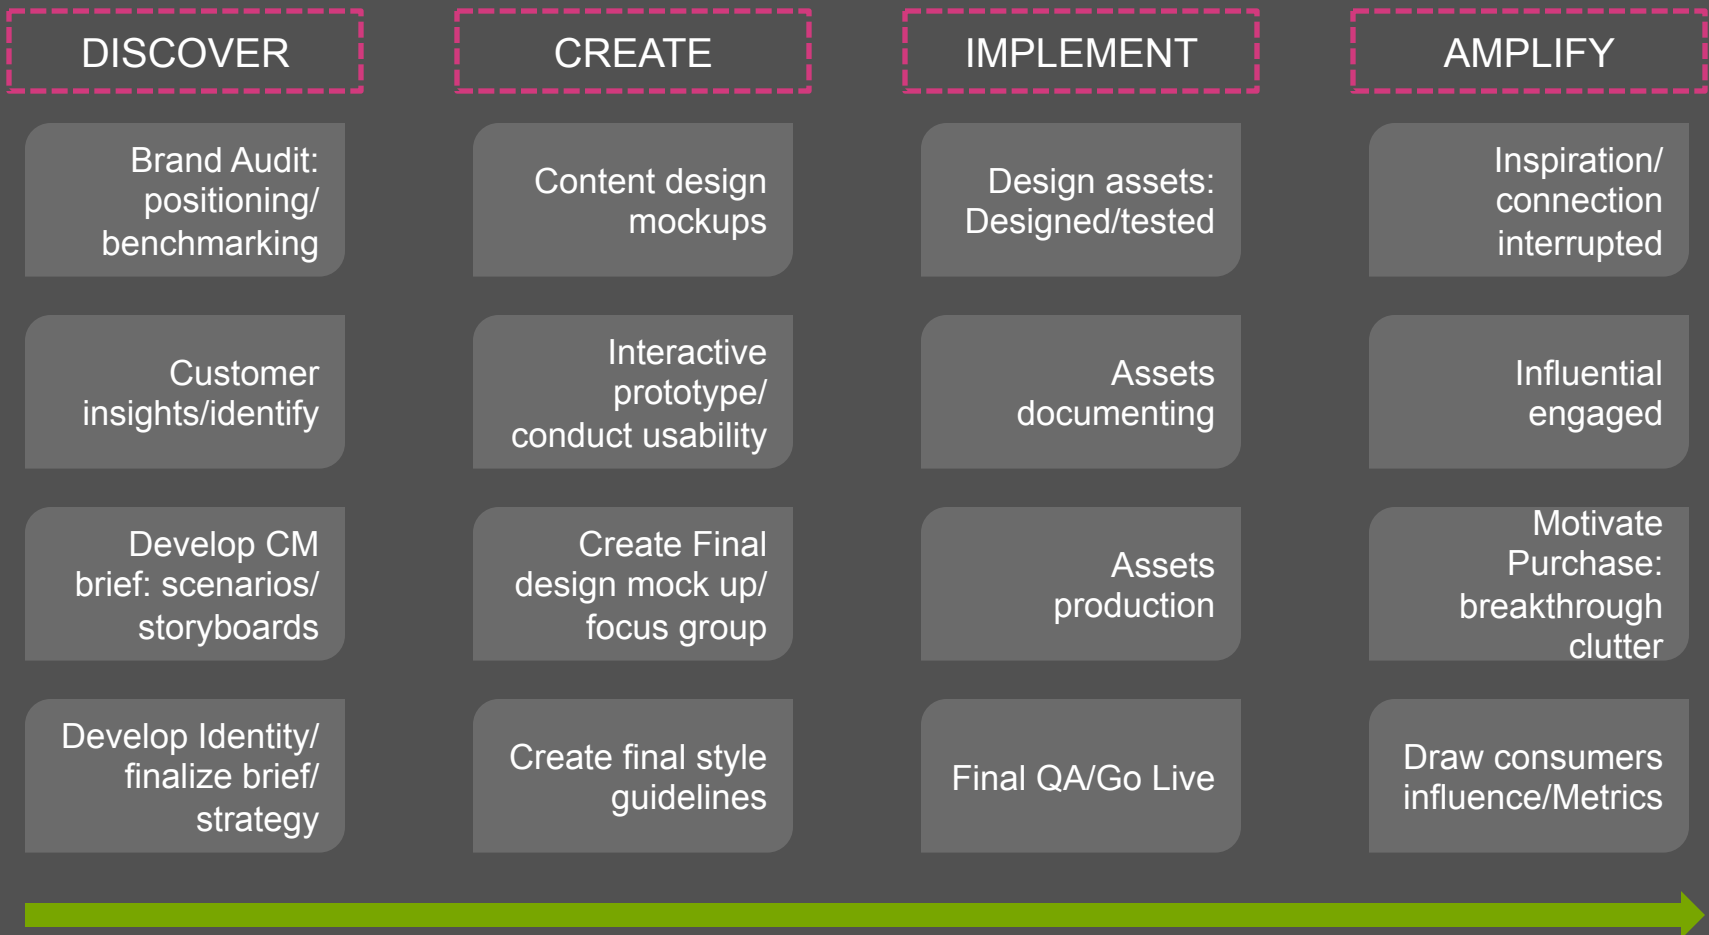 DISCOVER
CREATE
IMPLEMENT
AMPLIFY
Brand Audit:
positioning/
benchmarking
Content design
mockups
Design assets:
Designed/tested
Inspiration/
connection
interrupted
Customer
insights/identify
Interactive
prototype/
conduct usability
Assets
documenting
Influential
engaged
Develop CM
brief: scenarios/
storyboards
Create Final
design mock up/
focus group
Assets
production
Motivate
Purchase:
breakthrough
clutter
Develop Identity/
finalize brief/
strategy
Create final style
guidelines
Final QA/Go Live
Draw consumers
influence/Metrics